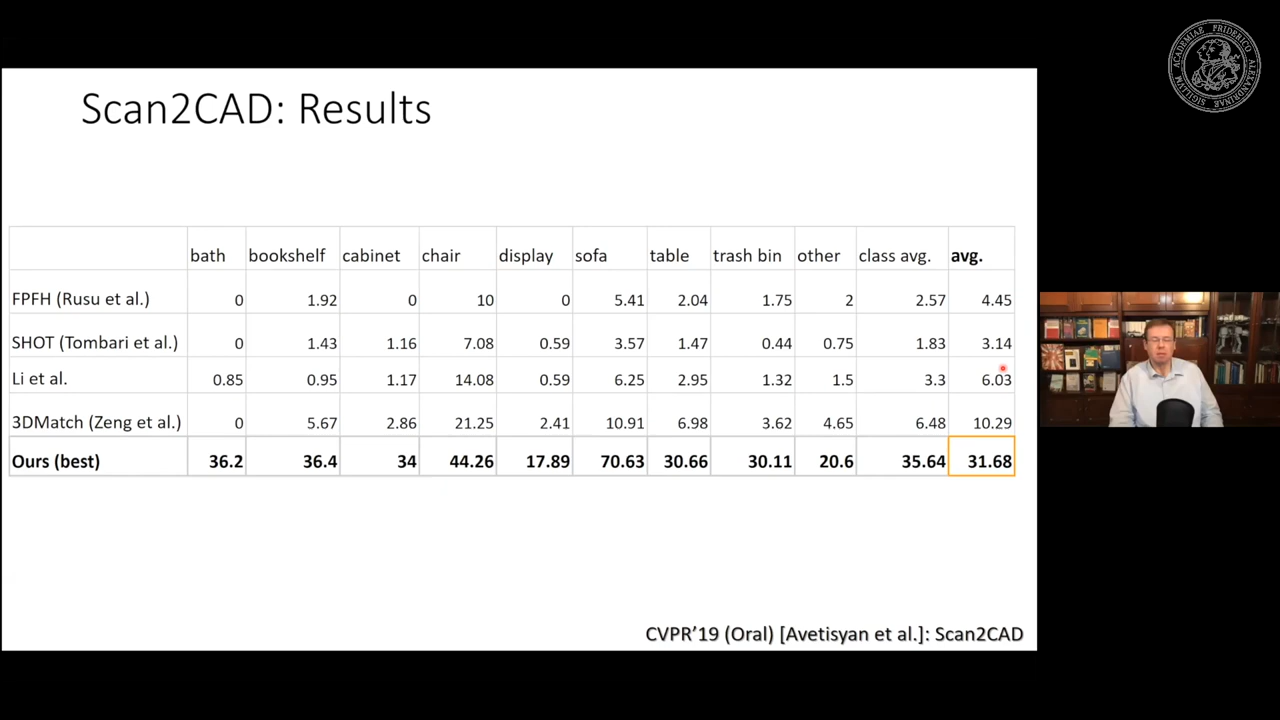 ACADEMIAE FRIDERICO ALEXANDRINAE SIGILLVM
Scan2CAD: Results
bath bookshelf cabinet chair display sofa table trash bin other class avg. avg.
FPFH (Rusu et al.) 0 1.92 0 10 0 5.41 2.04 1.75 2 2.57 4.45
SHOT (Tombari et al.) 0 1.43 1.16 7.08 0.59 3.57 1.47 0.44 0.75 1.83 3.14
Li et al. 0.85 0.95 1.17 14.08 0.59 6.25 2.95 1.32 1.5 3.3 6.03
3DMatch (Zeng et al.) 0 5.67 2.86 21.25 2.41 10.91 6.98 3.62 4.65 6.48 10.29
Ours (best) 36.2 36.4 34 44.26 17.89 70.63 30.66 30.11 20.6 35.64 31.68
CVPR'19 (Oral) [Avetisyan et al.]: Scan2CAD